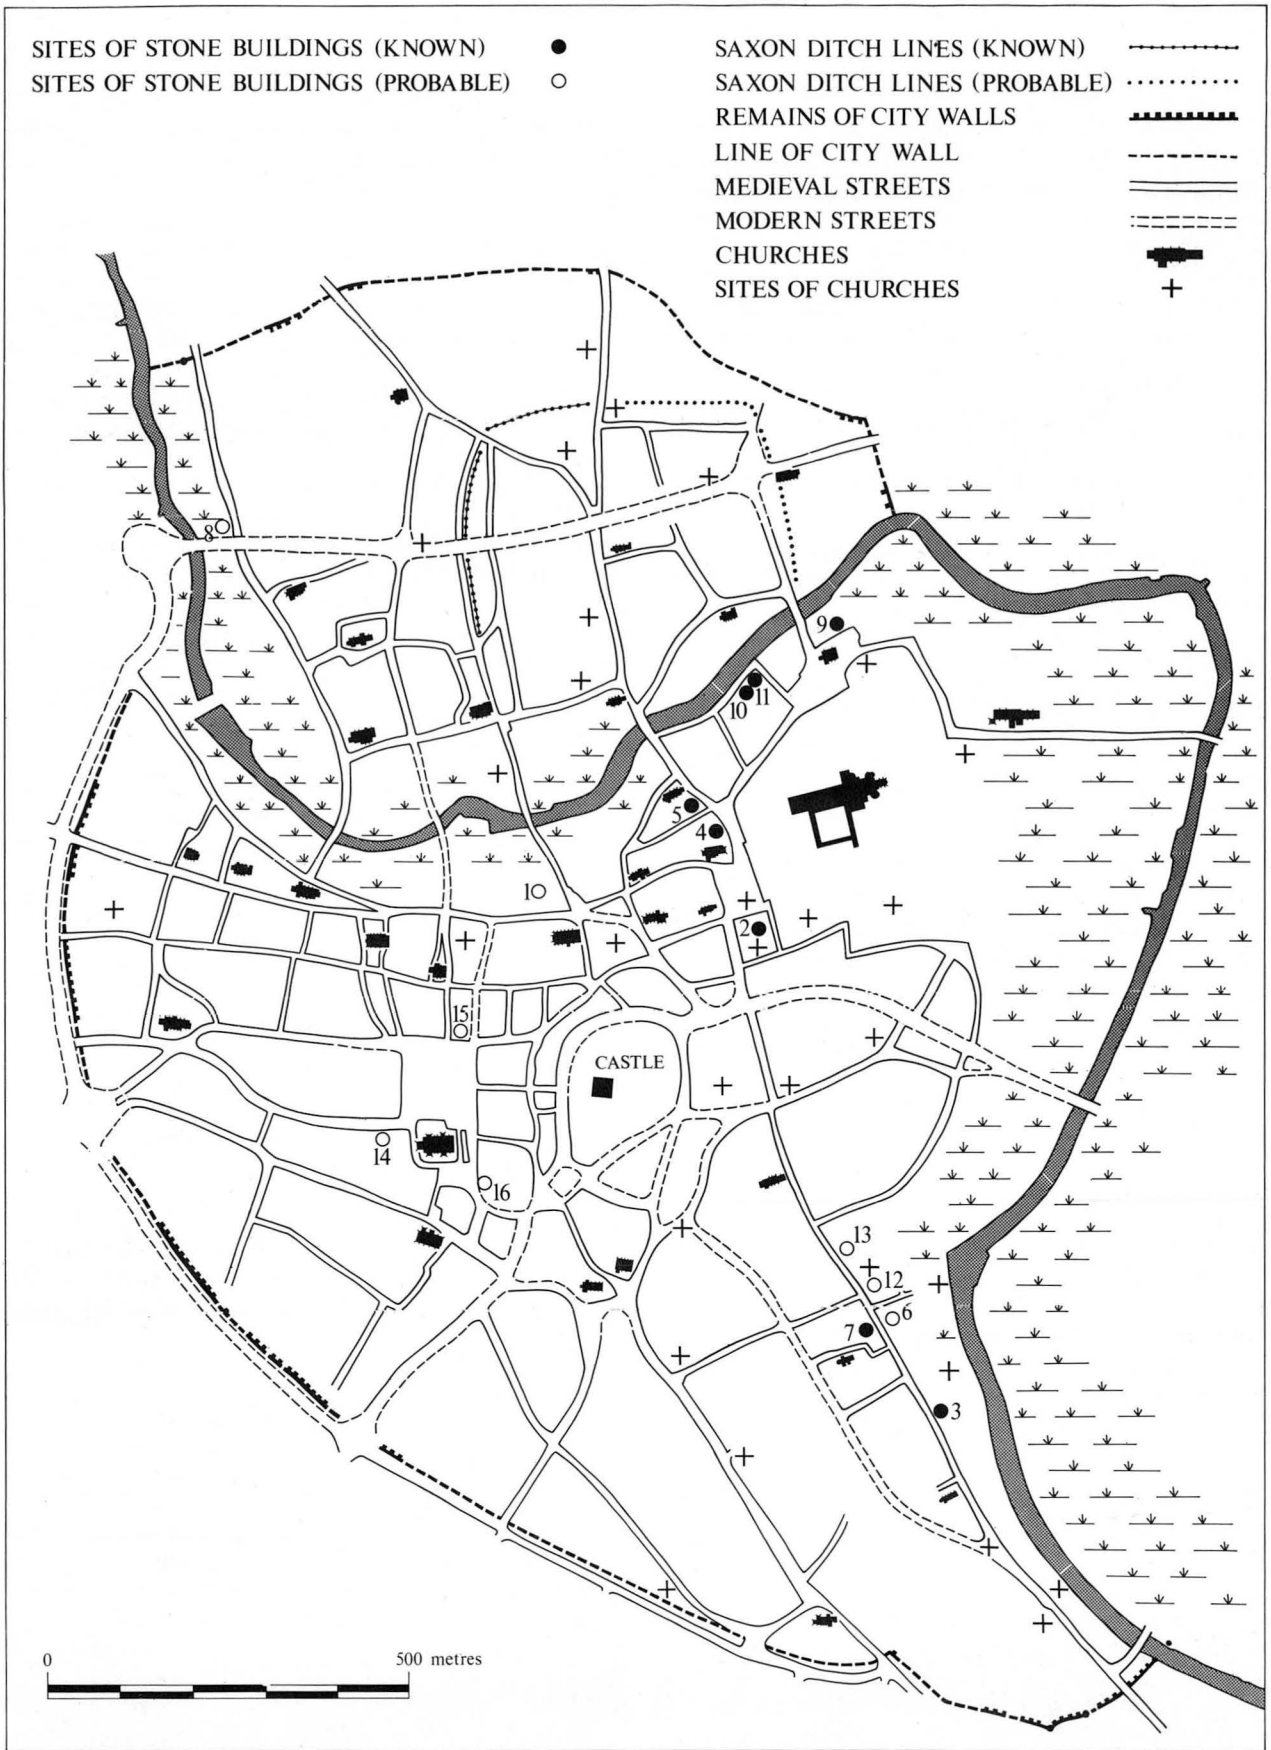 SITES OF STONE BUILDINGS (KNOWN)
SITES OF STONE BUILDINGS (PROBABLE)
SAXON DITCH LINES (KNOWN)
SAXON DITCH LINES (PROBABLE)
REMAINS OF CITY WALLS
LINE OF CITY WALL
MEDIEVAL STREETS
MODERN STREETS
CHURCHES
SITES OF CHURCHES
8
9
11
10
5
4
1
2
15
CASTLE
14
16
13
12
6
7
3
0 500 metres